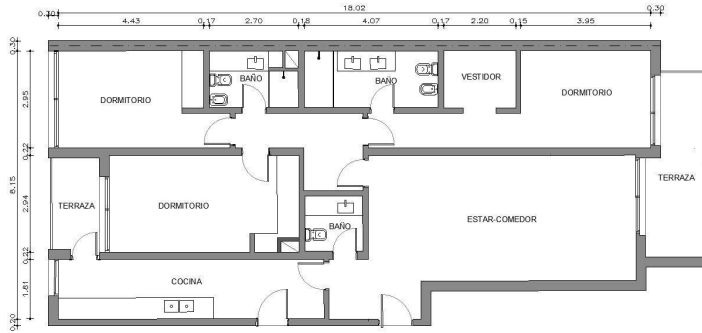 18.02
0.30 4.43 0.17 2.70 0.18 4.07 0.17 2.20 0.15 3.95 0.30
0.30
2.95
0.22
8.15
2.94
0.22
1.81
0.20
BAÑO
BAÑO
VESTIDOR
DORMITORIO
DORMITORIO
TERRAZA
DORMITORIO
TERRAZA
BAÑO
ESTAR-COMEDOR
COCINA